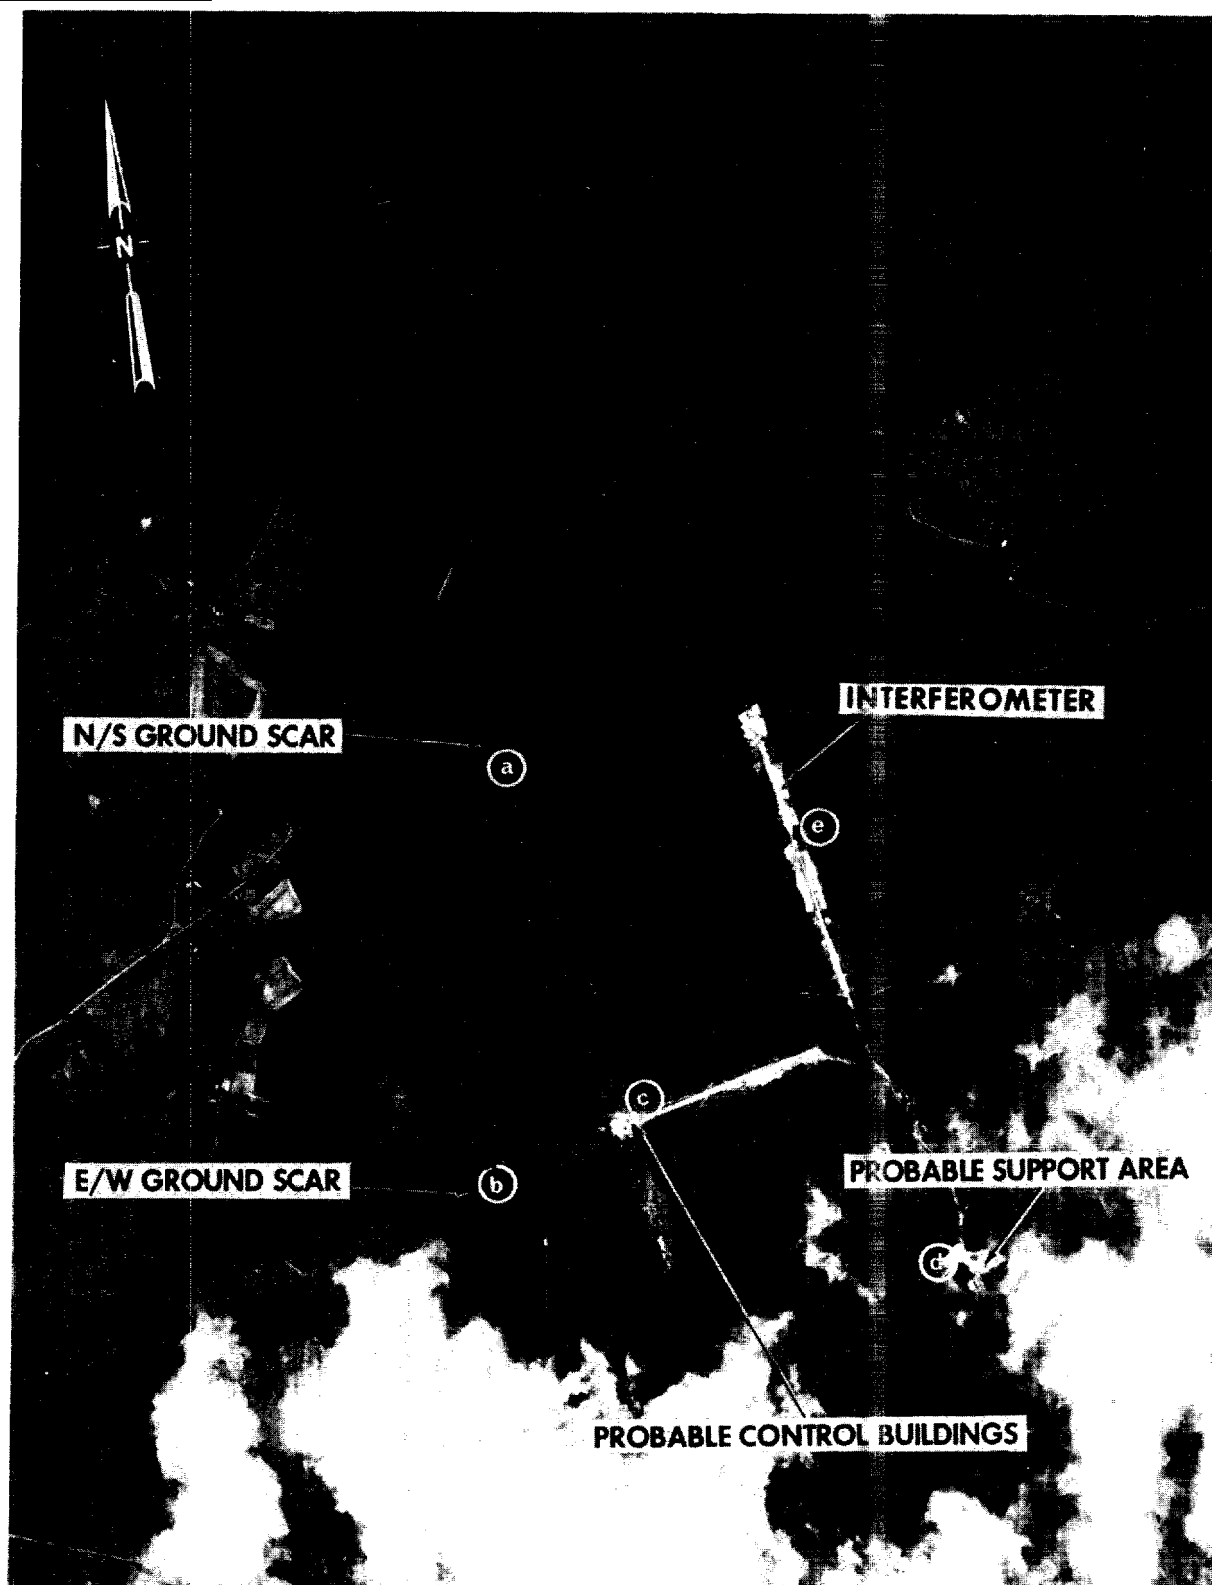 N
INTERFEROMETER
N/S GROUND SCAR
a
e
c
E/W GROUND SCAR
b
PROBABLE SUPPORT AREA
d
PROBABLE CONTROL BUILDINGS